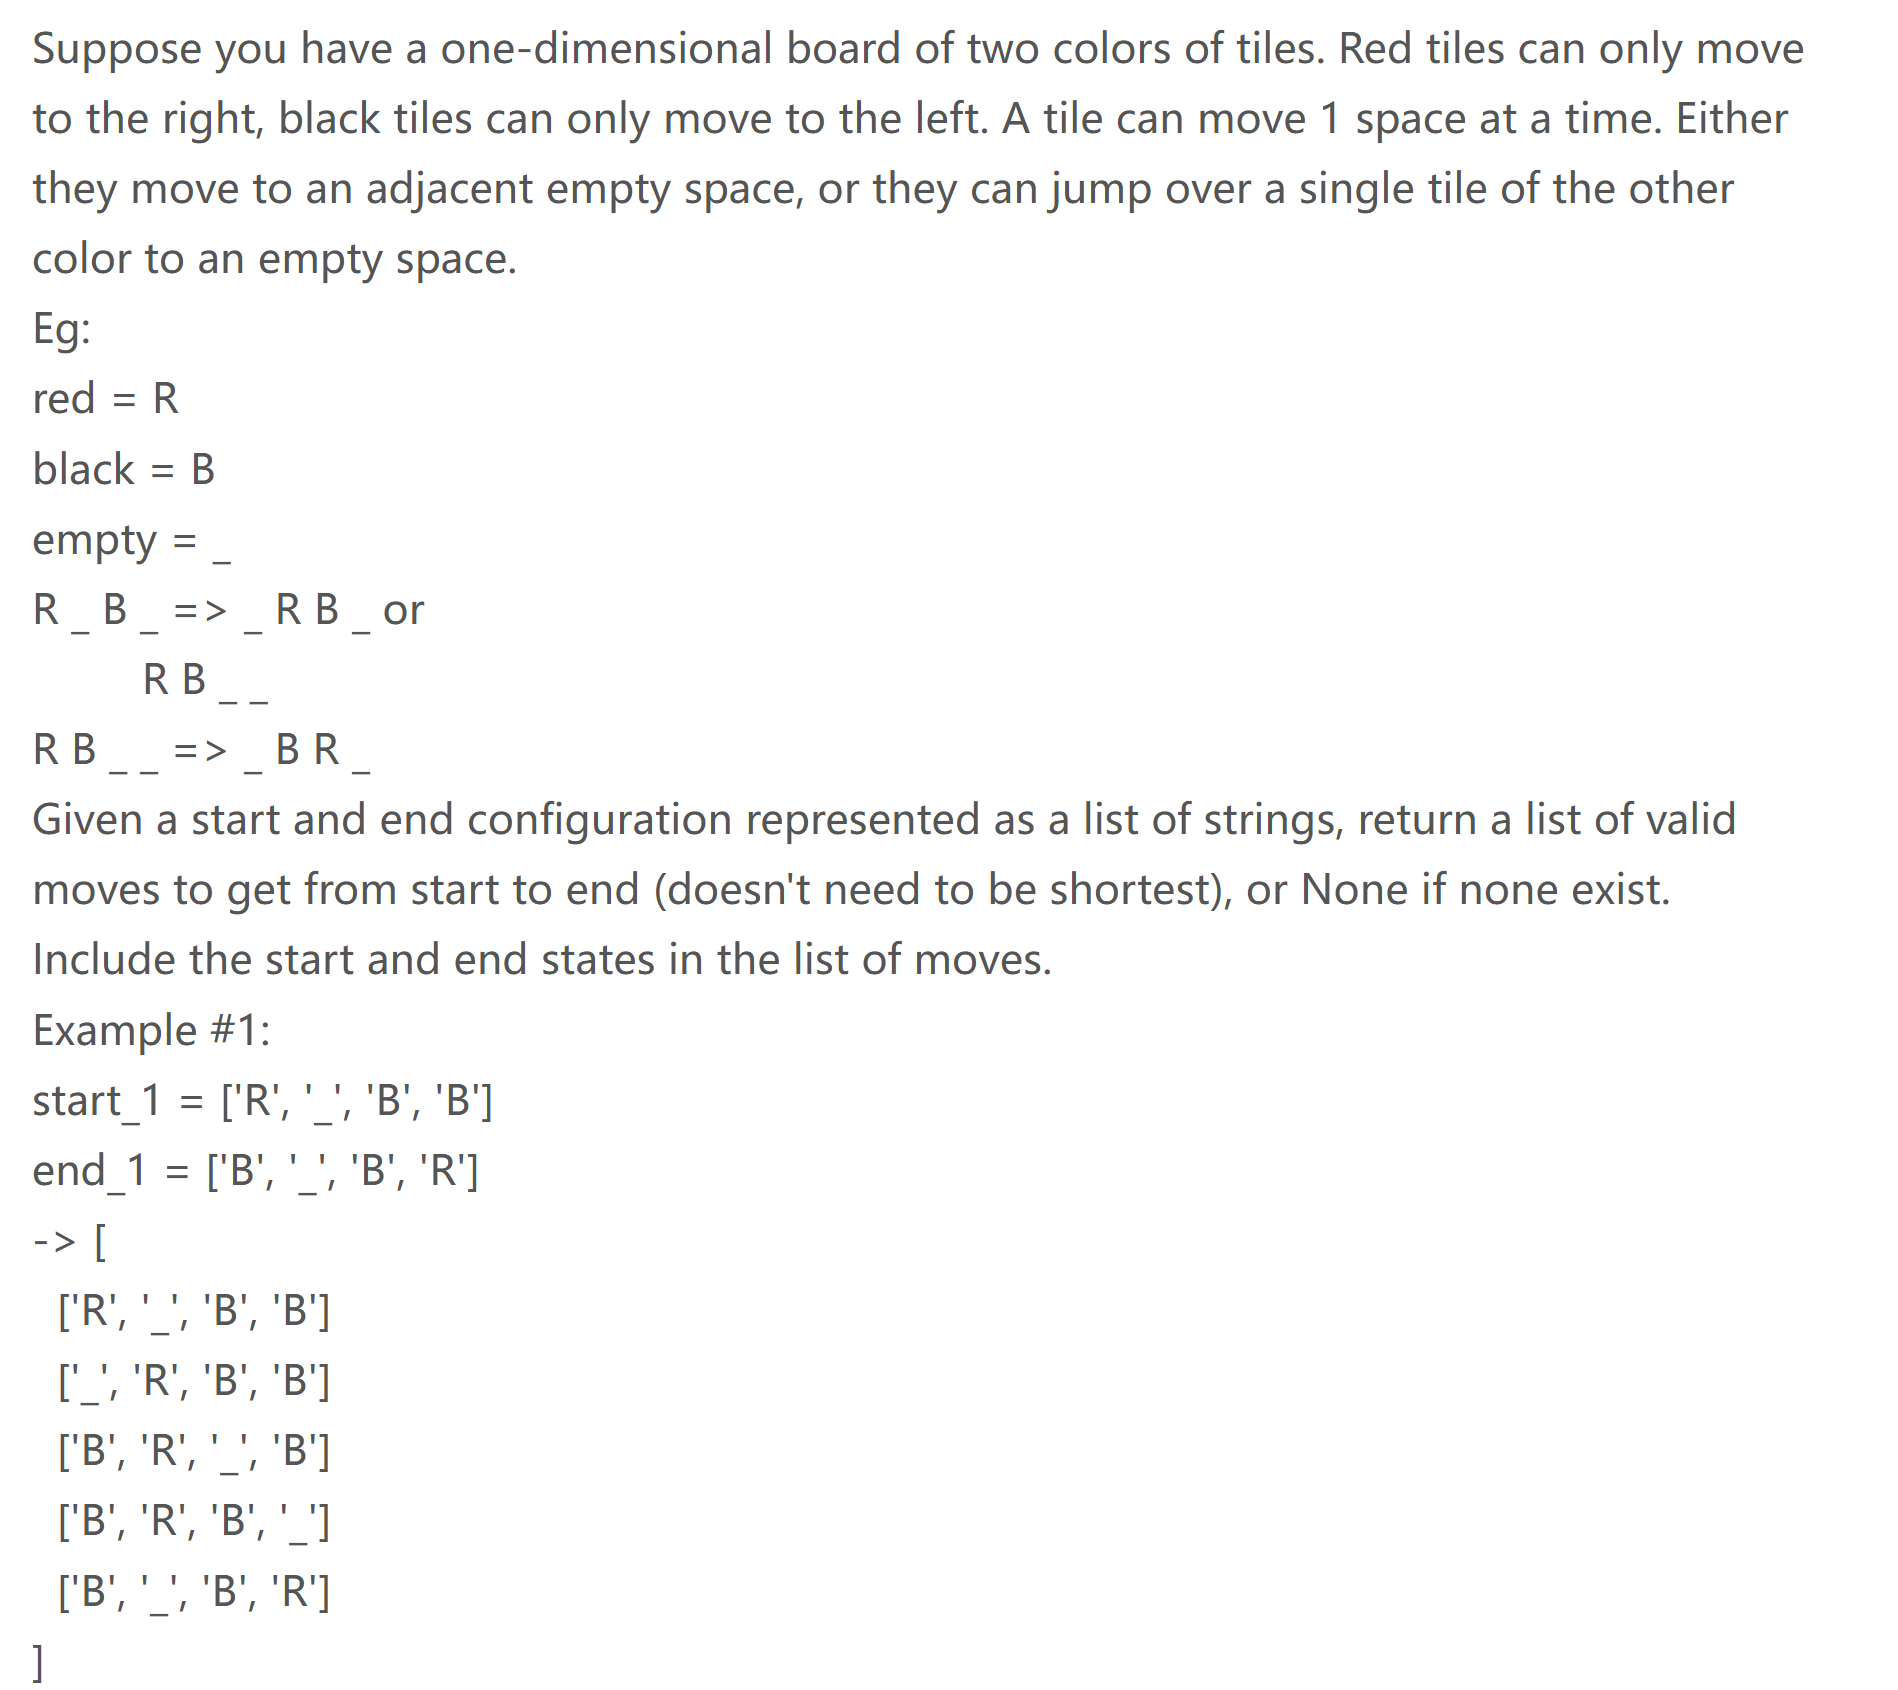 Suppose you have a one-dimensional board of two colors of tiles. Red tiles can only move
to the right, black tiles can only move to the left. A tile can move 1 space at a time. Either
they move to an adjacent empty space, or they can jump over a single tile of the other
color to an empty space.
Eg:
red = R
black = B
empty = _
R _ B _ => _ R B _ or
R B _ _
R B _ _ => _ B R _
Given a start and end configuration represented as a list of strings, return a list of valid
moves to get from start to end (doesn't need to be shortest), or None if none exist.
Include the start and end states in the list of moves.
Example #1:
start_1 = ['R', '_', 'B', 'B']
end_1 = ['B', '_', 'B', 'R']
-> [
['R', '_', 'B', 'B']
['_', 'R', 'B', 'B']
['B', 'R', '_', 'B']
['B', 'R', 'B', '_']
['B', '_', 'B', 'R']
]